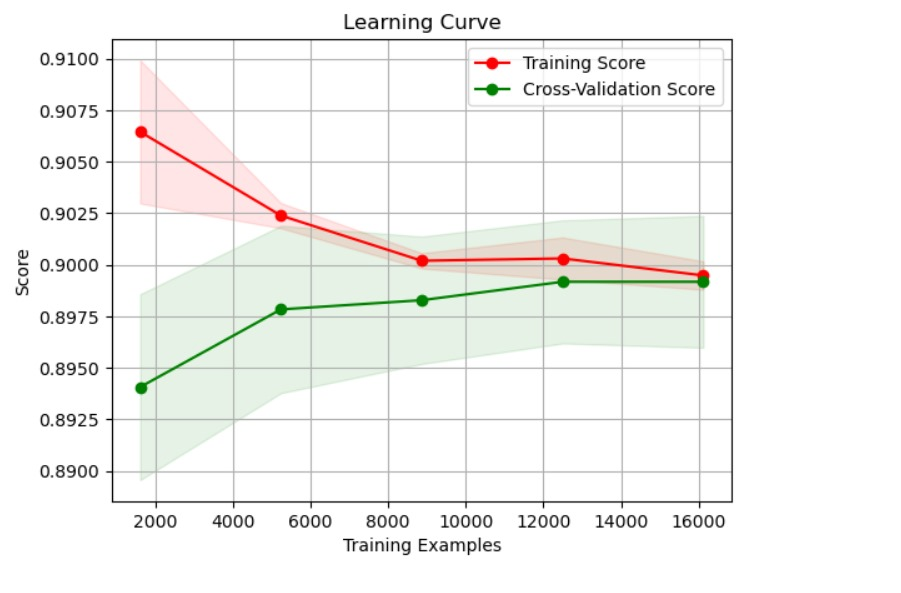 Learning Curve
Training Score
Cross-Validation Score
0.9100
0.9075
0.9050
0.9025
0.9000
0.8975
0.8950
0.8925
0.8900
Score
2000 4000 6000 8000 10000 12000 14000 16000
Training Examples